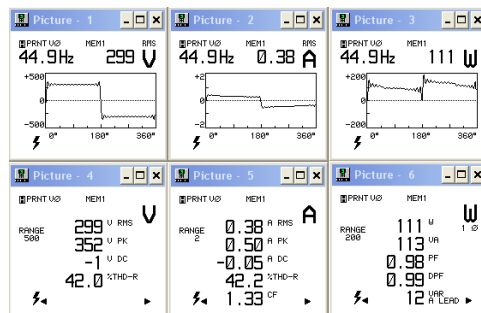 Picture - 1
PRNT VØ MEM1 RMS
44.9Hz 299 V
+500
0
-500
0° 180° 360°
Picture - 2
PRNT VØ MEM1 RMS
44.9Hz 0.38 A
+2
0
-2
0° 180° 360°
Picture - 3
PRNT VØ MEM1
44.9Hz 111 W
+200
0
-200
0° 180° 360°
Picture - 4
PRNT VØ MEM1 V
RANGE
500
299 V RMS
352 V PK
-1 V DC
42.0 %THD-R
Picture - 5
PRNT VØ MEM1 A
RANGE
2
0.38 A RMS
0.50 A PK
-0.05 A DC
42.2 %THD-R
1.33 CF
Picture - 6
PRNT VØ MEM1 W
1 Ø
RANGE
200
111 W
113 VA
0.98 PF
0.99 DPF
12 VAR
A LEAD